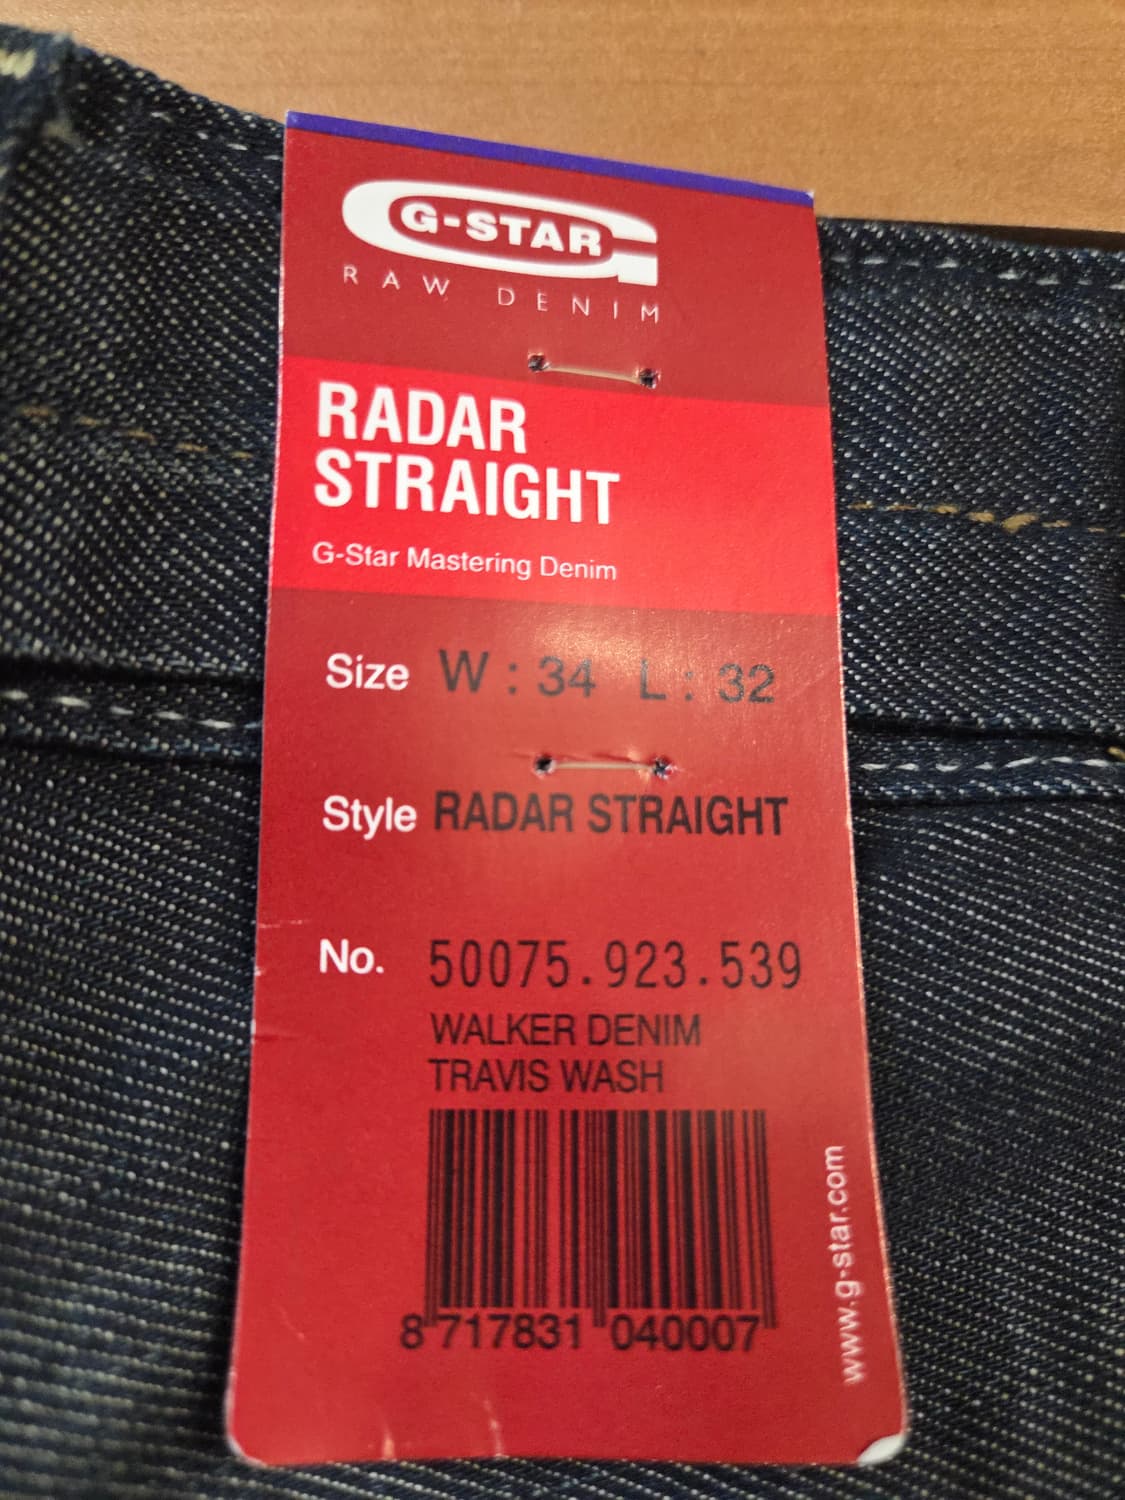 G-STAR
RAW DENIM
RADAR
STRAIGHT
G-Star Mastering Denim
Size W : 34 L : 32
Style RADAR STRAIGHT
No. 50075.923.539
WALKER DENIM
TRAVIS WASH
8 717831 040007
www.g-star.com